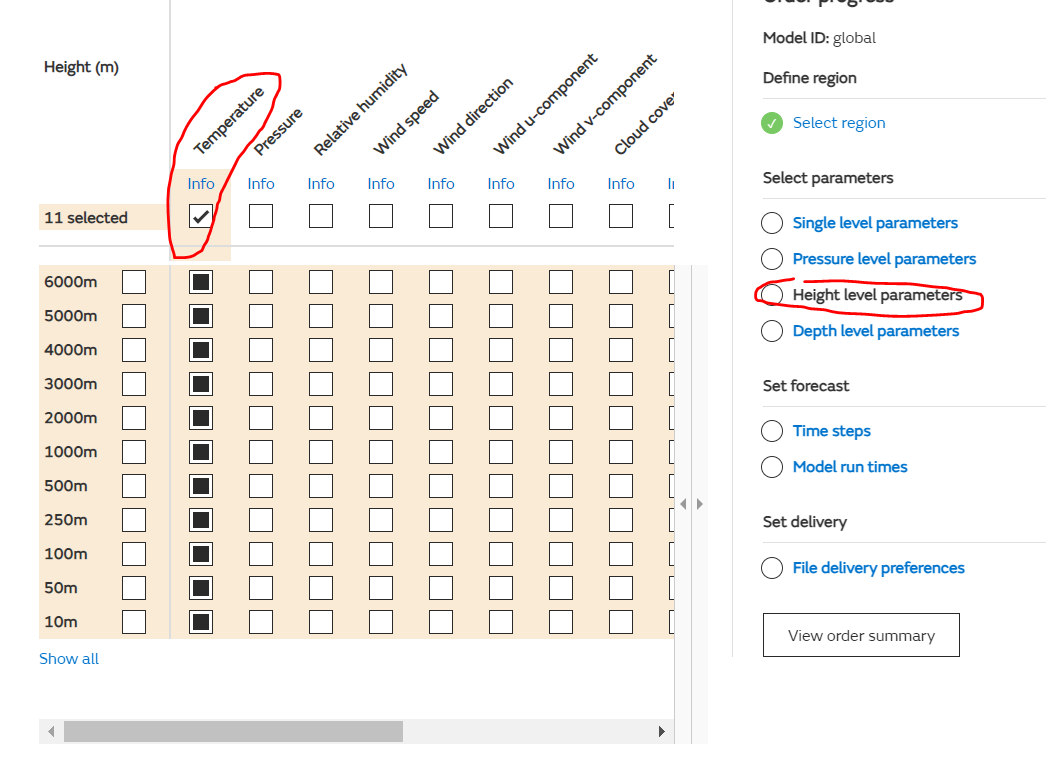 Order progress
Model ID: global
Height (m)
Define region
Temperature
Pressure
Relative humidity
Wind speed
Wind direction
Wind u-component
Wind v-component
Cloud cover
Select region
Info Info Info Info Info Info Info Info
Select parameters
11 selected
Single level parameters
Pressure level parameters
6000m
Height level parameters
5000m
Depth level parameters
4000m
3000m
Set forecast
2000m
Time steps
1000m
Model run times
500m
250m
Set delivery
100m
File delivery preferences
50m
10m
View order summary
Show all